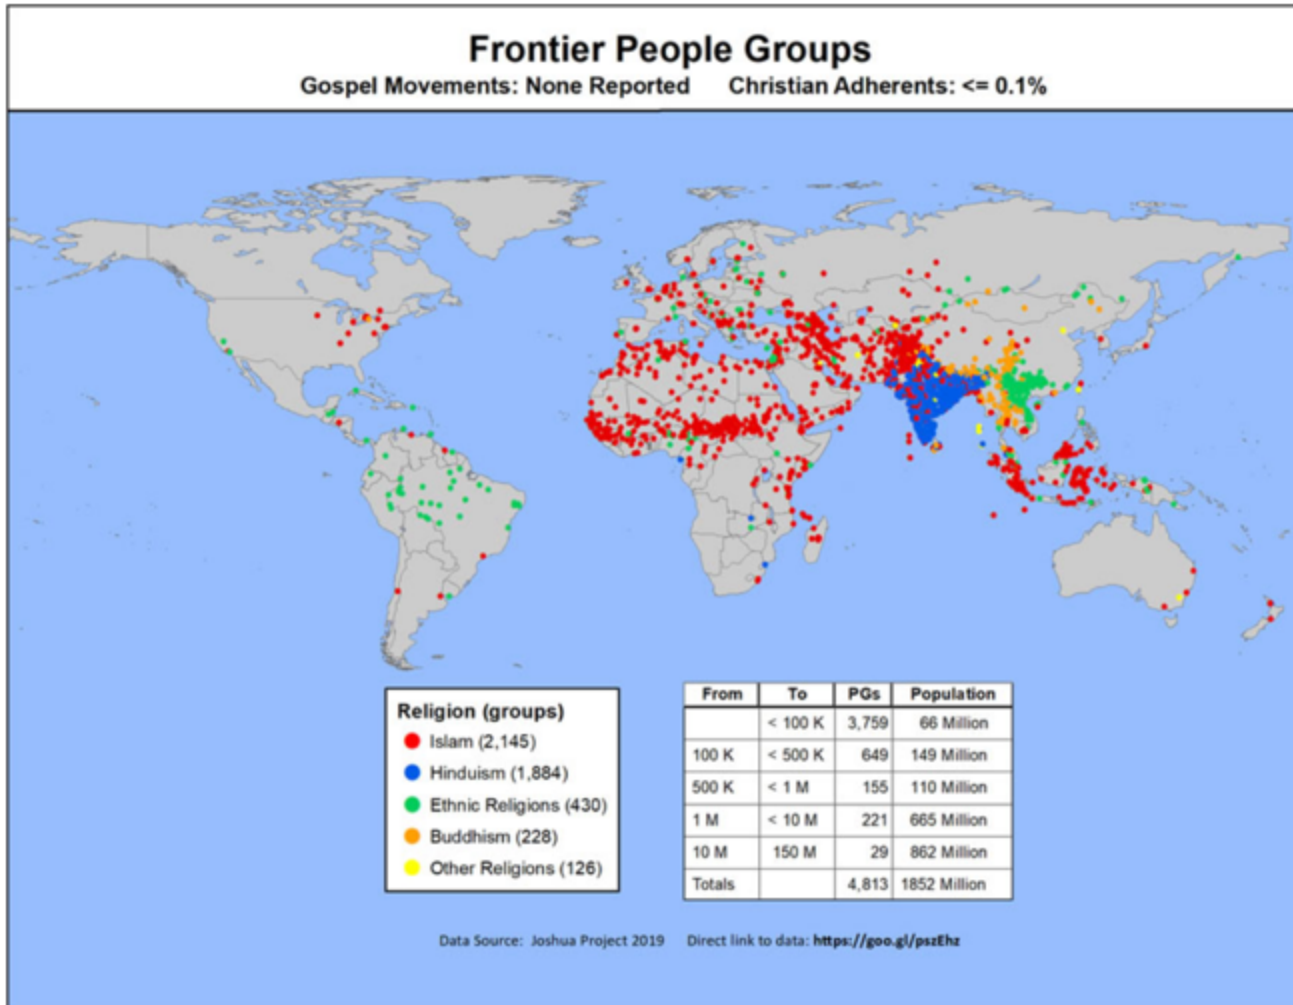 Frontier People Groups
Gospel Movements: None Reported Christian Adherents: <= 0.1%
Religion (groups)
Islam (2,145)
Hinduism (1,884)
Ethnic Religions (430)
Buddhism (228)
Other Religions (126)
From To PGs Population
< 100 K 3,759 66 Million
100 K < 500 K 649 149 Million
500 K < 1 M 155 110 Million
1 M < 10 M 221 665 Million
10 M 150 M 29 862 Million
Totals 4,813 1852 Million
Data Source: Joshua Project 2019 Direct link to data: https://goo.gl/pszEhz